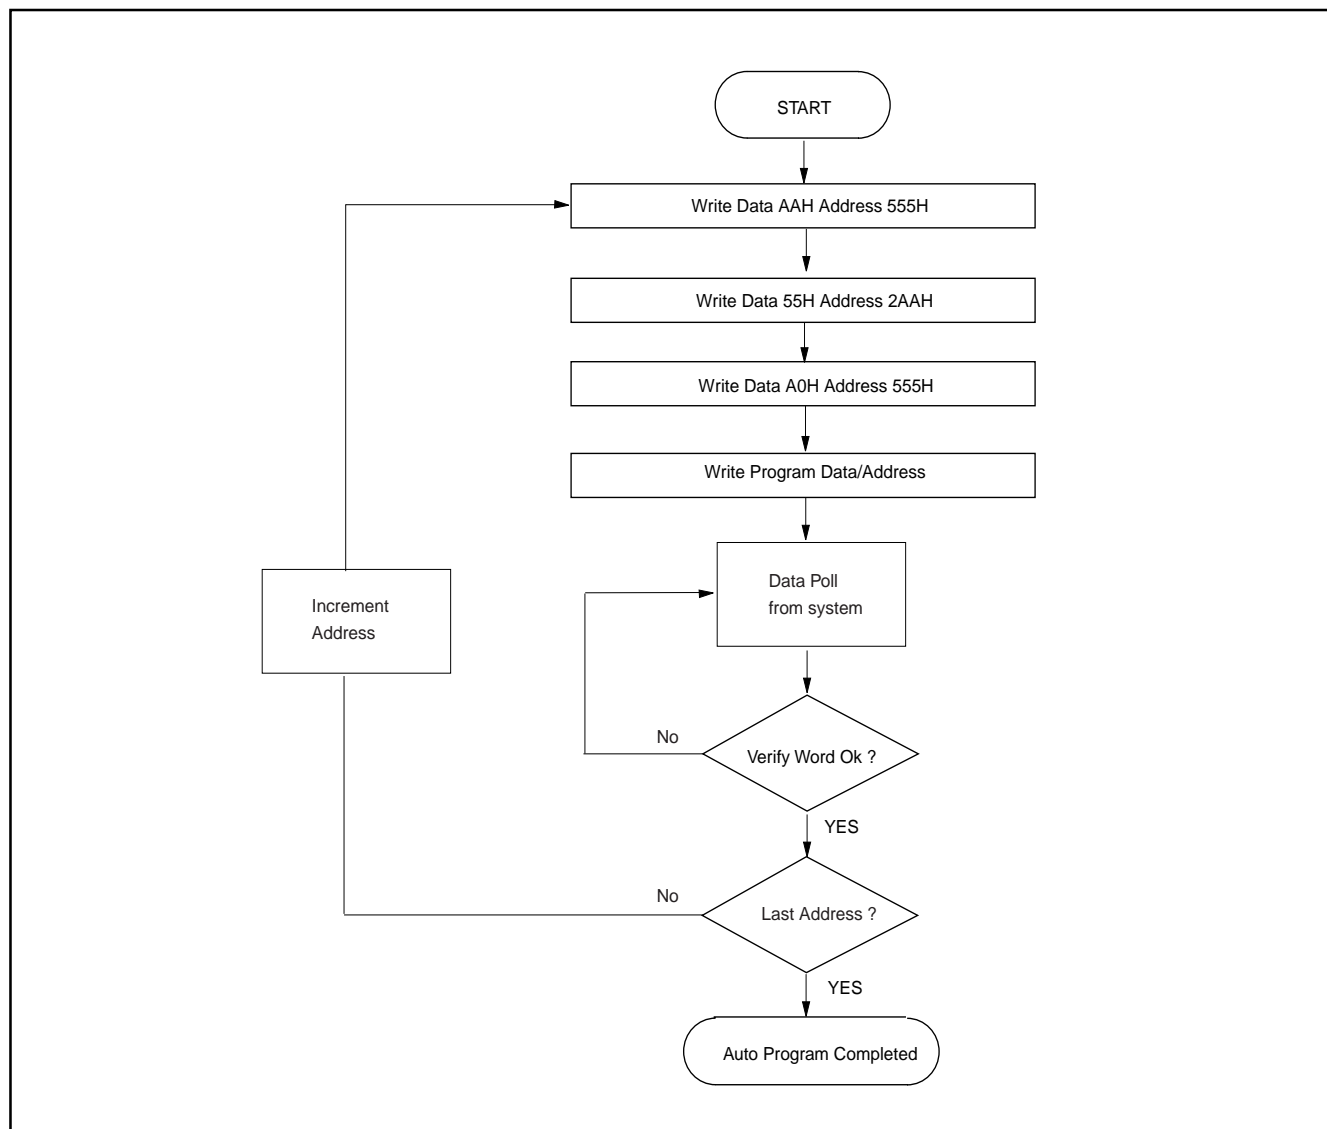 START
Write Data AAH Address 555H
Write Data 55H Address 2AAH
Write Data A0H Address 555H
Write Program Data/Address
Data Poll
from system
Increment
Address
No
Verify Word Ok ?
YES
No
Last Address ?
YES
Auto Program Completed